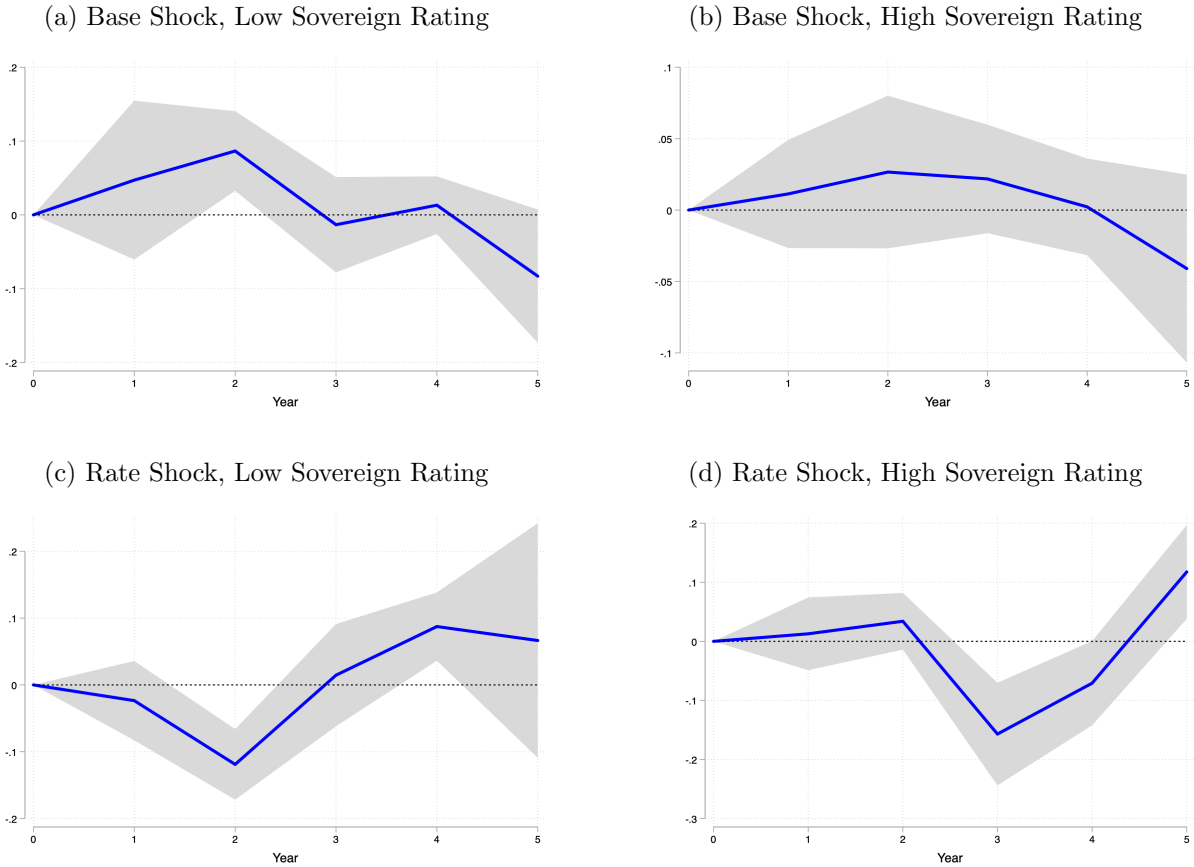 (a) Base Shock, Low Sovereign Rating
.2
.1
0
-.1
-.2
0 1 2 3 4 5
Year
(b) Base Shock, High Sovereign Rating
.1
.05
0
-.05
-.1
0 1 2 3 4 5
Year
(c) Rate Shock, Low Sovereign Rating
.2
.1
0
-.1
-.2
0 1 2 3 4 5
Year
(d) Rate Shock, High Sovereign Rating
.2
.1
0
-.1
-.2
-.3
0 1 2 3 4 5
Year